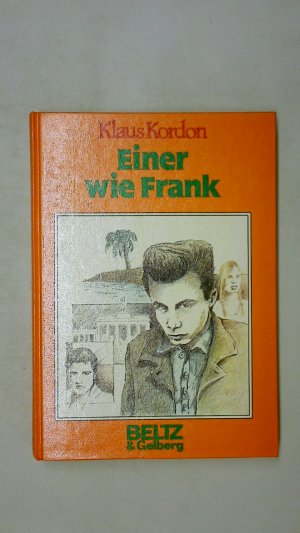 Klaus Kordon
Einer
wie Frank
BELTZ
& Gelberg